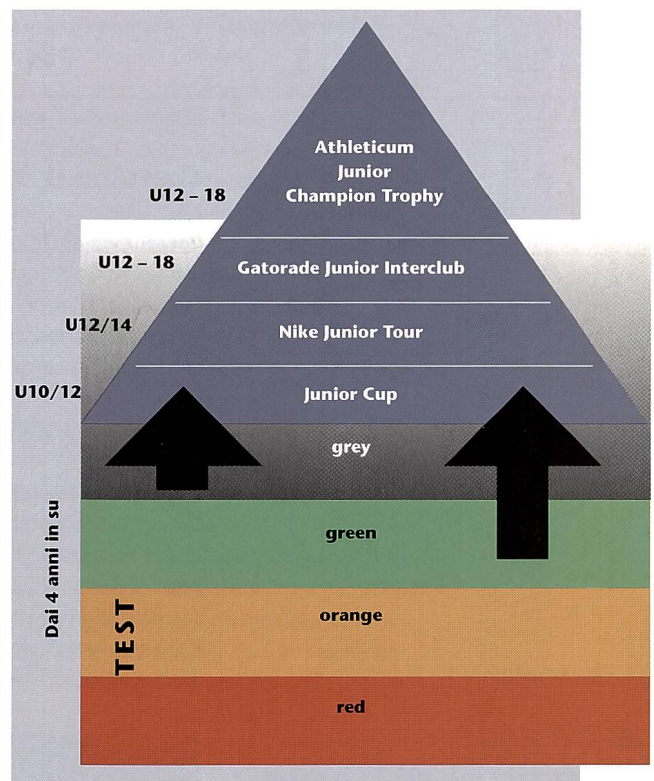 Athleticum
Junior
Champion Trophy
U12 – 18
U12 – 18
Gatorade Junior Interclub
U12/14
Nike Junior Tour
U10/12
Junior Cup
grey
green
Dai 4 anni in su
TEST
orange
red